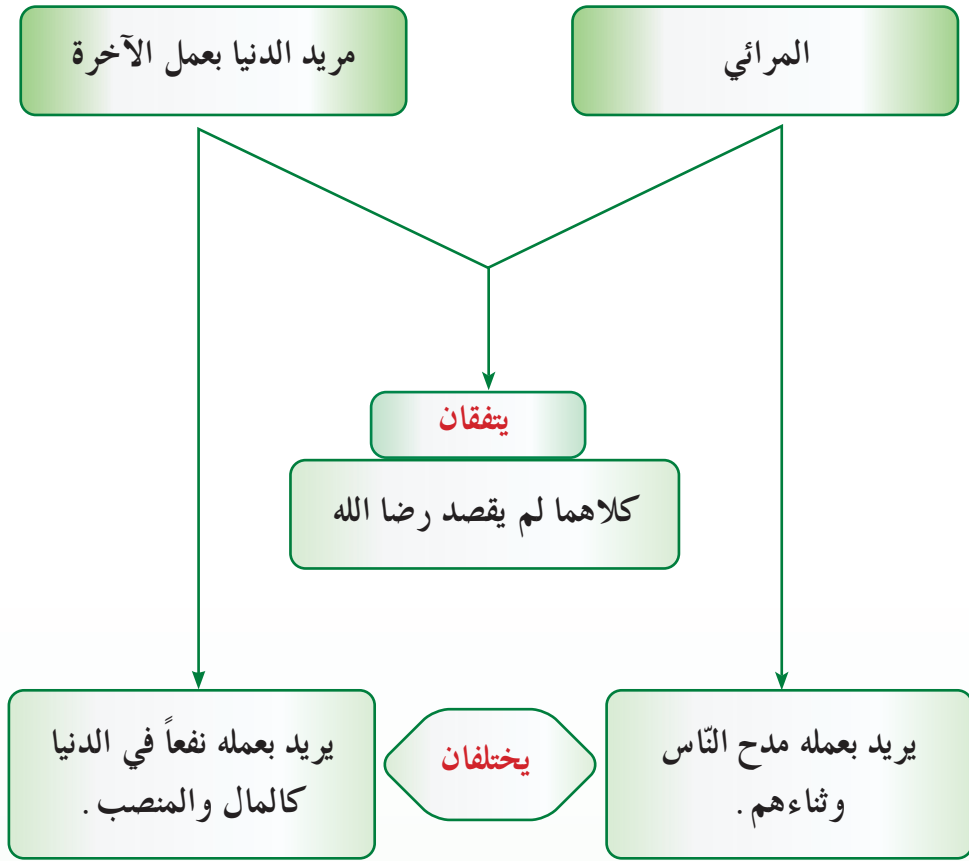 المرائي
مريد الدنيا بعمل الآخرة
يتفقان
كلاهما لم يقصد رضا الله
يريد بعمله مدح النّاس
وثناءهم .
يختلفان
يريد بعمله نفعاً في الدنيا
كالمال والمنصب .